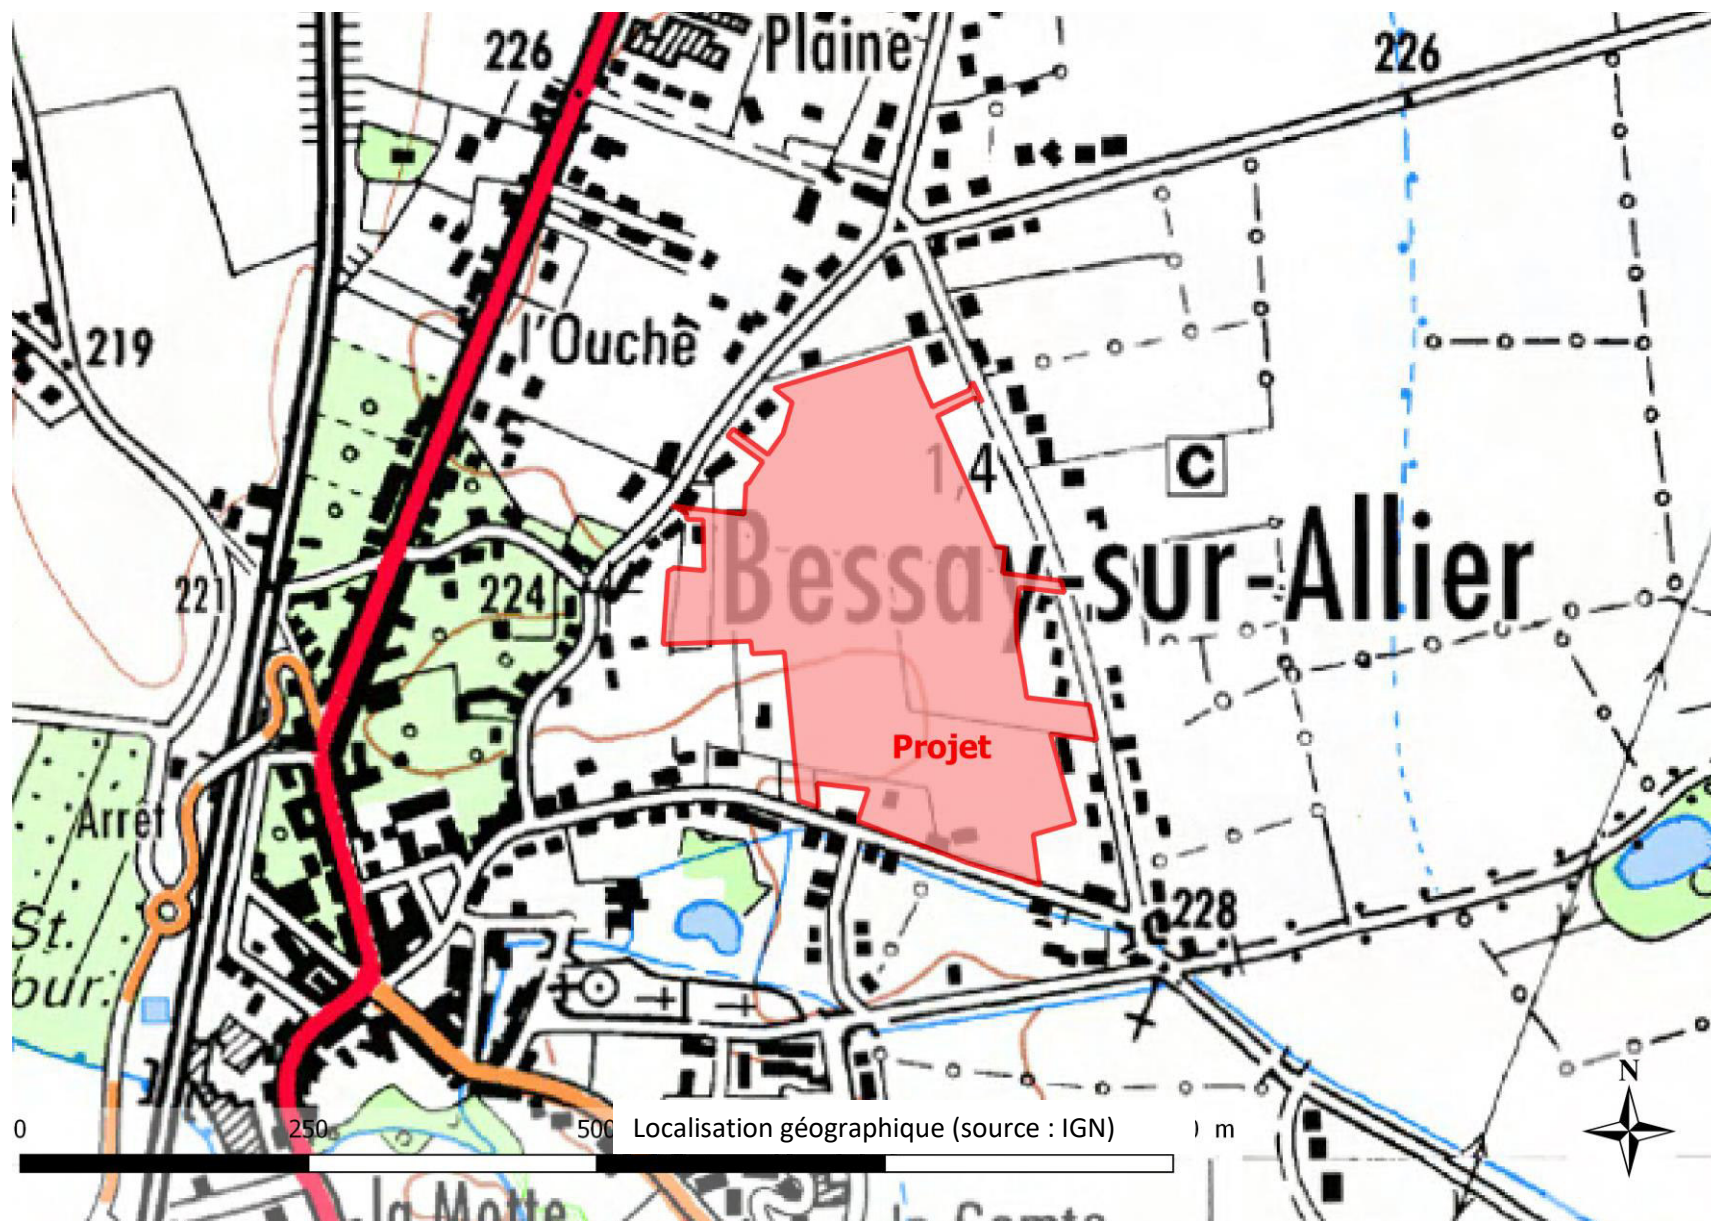 226
Plaine
226
219
l'Ouche
1,4
C
Bessay-sur-Allier
221
224
Projet
Arrêt
228
St.
bur.
N
0
250
500
Localisation géographique (source : IGN)
m
la Motte